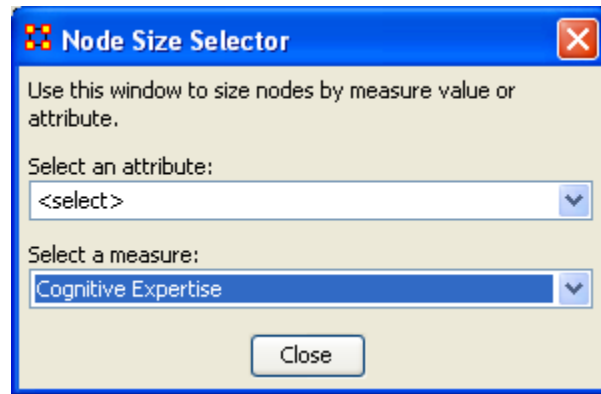 Node Size Selector
Use this window to size nodes by measure value or
attribute.
Select an attribute:
<select>
Select a measure:
Cognitive Expertise
Close